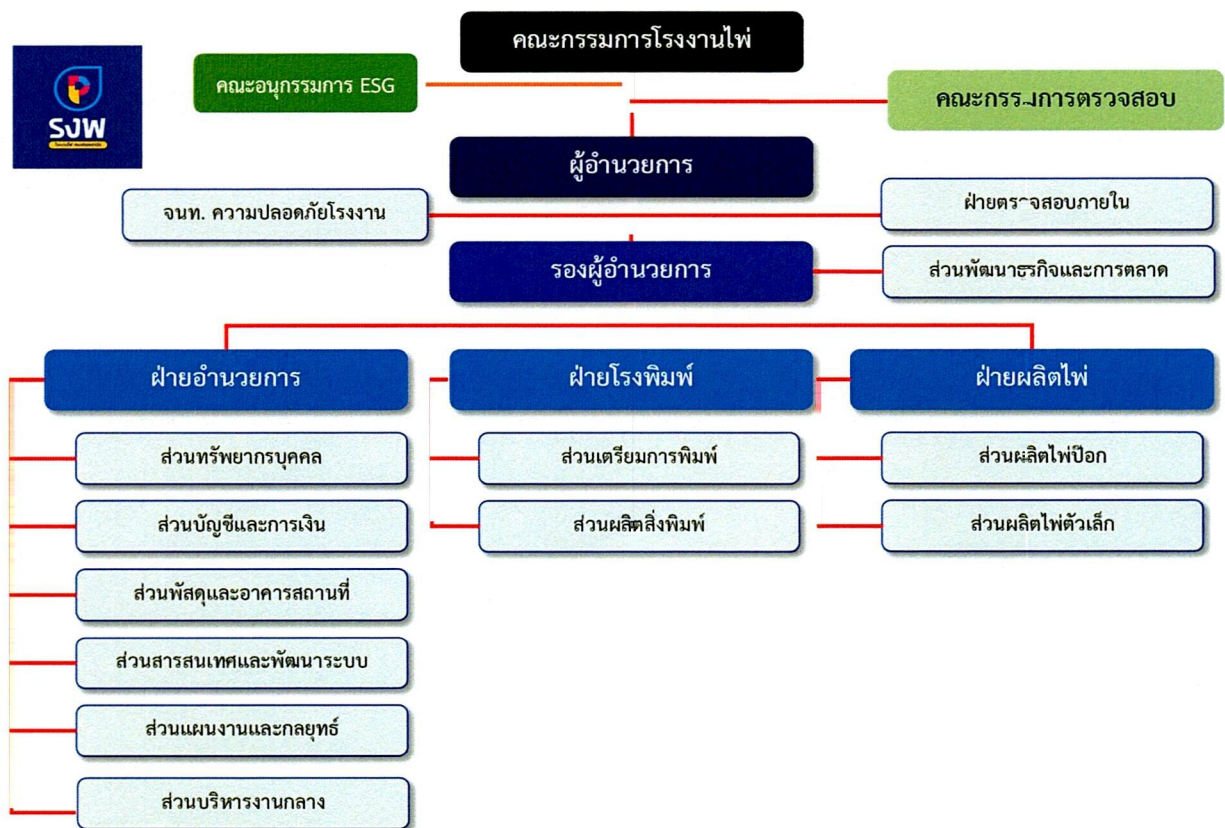 คณะกรรมการโรงงานไพ่
คณะอนุกรรมการ ESG
คณะกรรมการตรวจสอบ
รงพ
ผู้อำนวยการ
จนท. ความปลอดภัยโรงงาน
ฝ่ายตรวจสอบภายใน
รองผู้อำนวยการ
ส่วนพัฒนาธุรกิจและการตลาด
ฝ่ายอำนวยการ
ฝ่ายโรงพิมพ์
ฝ่ายผลิตไพ่
ส่วนทรัพยากรบุคคล
ส่วนเตรียมการพิมพ์
ส่วนผลิตไพ่ป๊อก
ส่วนบัญชีและการเงิน
ส่วนผลิตสิ่งพิมพ์
ส่วนผลิตไพ่ตัวเล็ก
ส่วนพัสดุและอาคารสถานที่
ส่วนสารสนเทศและพัฒนาระบบ
ส่วนแผนงานและกลยุทธ์
ส่วนบริหารงานกลาง